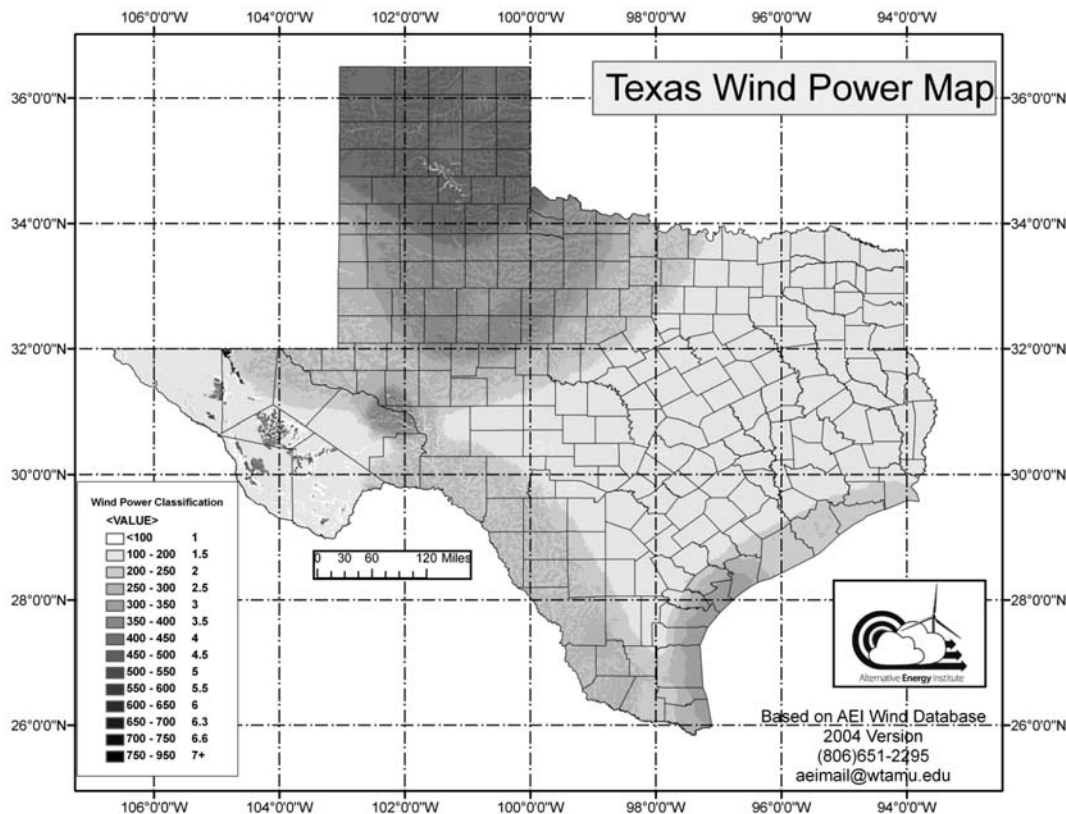 106°0'0"W 104°0'0"W 102°0'0"W 100°0'0"W 98°0'0"W 96°0'0"W 94°0'0"W
Texas Wind Power Map
36°0'0"N 36°0'0"N
34°0'0"N 34°0'0"N
32°0'0"N 32°0'0"N
30°0'0"N 30°0'0"N
28°0'0"N 28°0'0"N
26°0'0"N 26°0'0"N
Wind Power Classification
<VALUE>
<100 1
100 - 200 1.5
200 - 250 2
250 - 300 2.5
300 - 350 3
350 - 400 3.5
400 - 450 4
450 - 500 4.5
500 - 550 5
550 - 600 5.5
600 - 650 6
650 - 700 6.3
700 - 750 6.6
750 - 950 7+
0 30 60 120 Miles
Alternative Energy Institute
Based on AEI Wind Database
2004 Version
(806)651-2295
aeimail@wtamu.edu
106°0'0"W 104°0'0"W 102°0'0"W 100°0'0"W 98°0'0"W 96°0'0"W 94°0'0"W